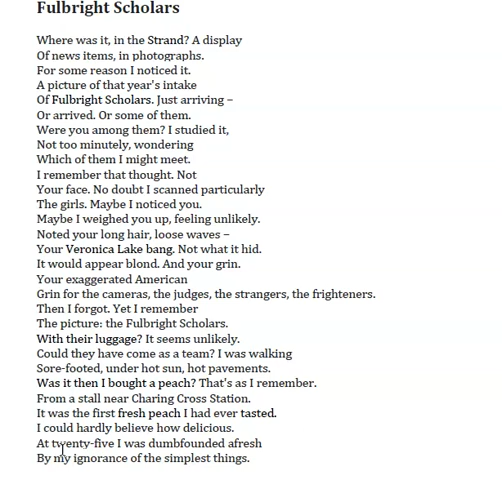 Fulbright Scholars
Where was it, in the Strand? A display
Of news items, in photographs.
For some reason I noticed it.
A picture of that year's intake
Of Fulbright Scholars. Just arriving –
Or arrived. Or some of them.
Were you among them? I studied it,
Not too minutely, wondering
Which of them I might meet.
I remember that thought. Not
Your face. No doubt I scanned particularly
The girls. Maybe I noticed you.
Maybe I weighed you up, feeling unlikely.
Noted your long hair, loose waves –
Your Veronica Lake bang. Not what it hid.
It would appear blond. And your grin.
Your exaggerated American
Grin for the cameras, the judges, the strangers, the frighteners.
Then I forgot. Yet I remember
The picture: the Fulbright Scholars.
With their luggage? It seems unlikely.
Could they have come as a team? I was walking
Sore-footed, under hot sun, hot pavements.
Was it then I bought a peach? That's as I remember.
From a stall near Charing Cross Station.
It was the first fresh peach I had ever tasted.
I could hardly believe how delicious.
At twenty-five I was dumbfounded afresh
By my ignorance of the simplest things.